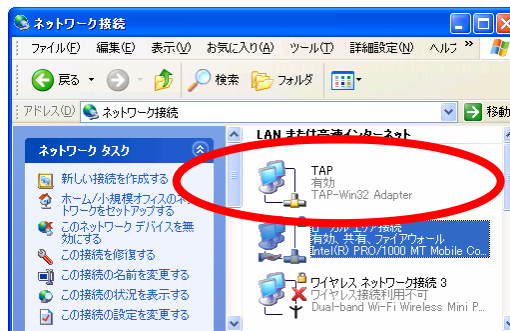 ネットワーク接続
ファイル(F) 編集(E) 表示(V) お気に入り(A) ツール(T) 詳細設定(N) ヘルプ »
戻る 検索 フォルダ
アドレス(D) ネットワーク接続 移動
ネットワーク タスク
新しい接続を作成する
ホーム/小規模オフィスのネ
トワークをセットアップする
このネットワーク デバイスを無
効にする
この接続を修復する
この接続の名前を変更する
この接続の状況を表示する
この接続の設定を変更する
LAN または高速インターネット
TAP
有効
TAP-Win32 Adapter
ローカル エリア接続
有効、共有、ファイアウォール
Intel(R) PRO/1000 MT Mobile Co...
ワイヤレス ネットワーク接続 3
ワイヤレス接続利用不可
Dual-band Wi-Fi Wireless Mini P...